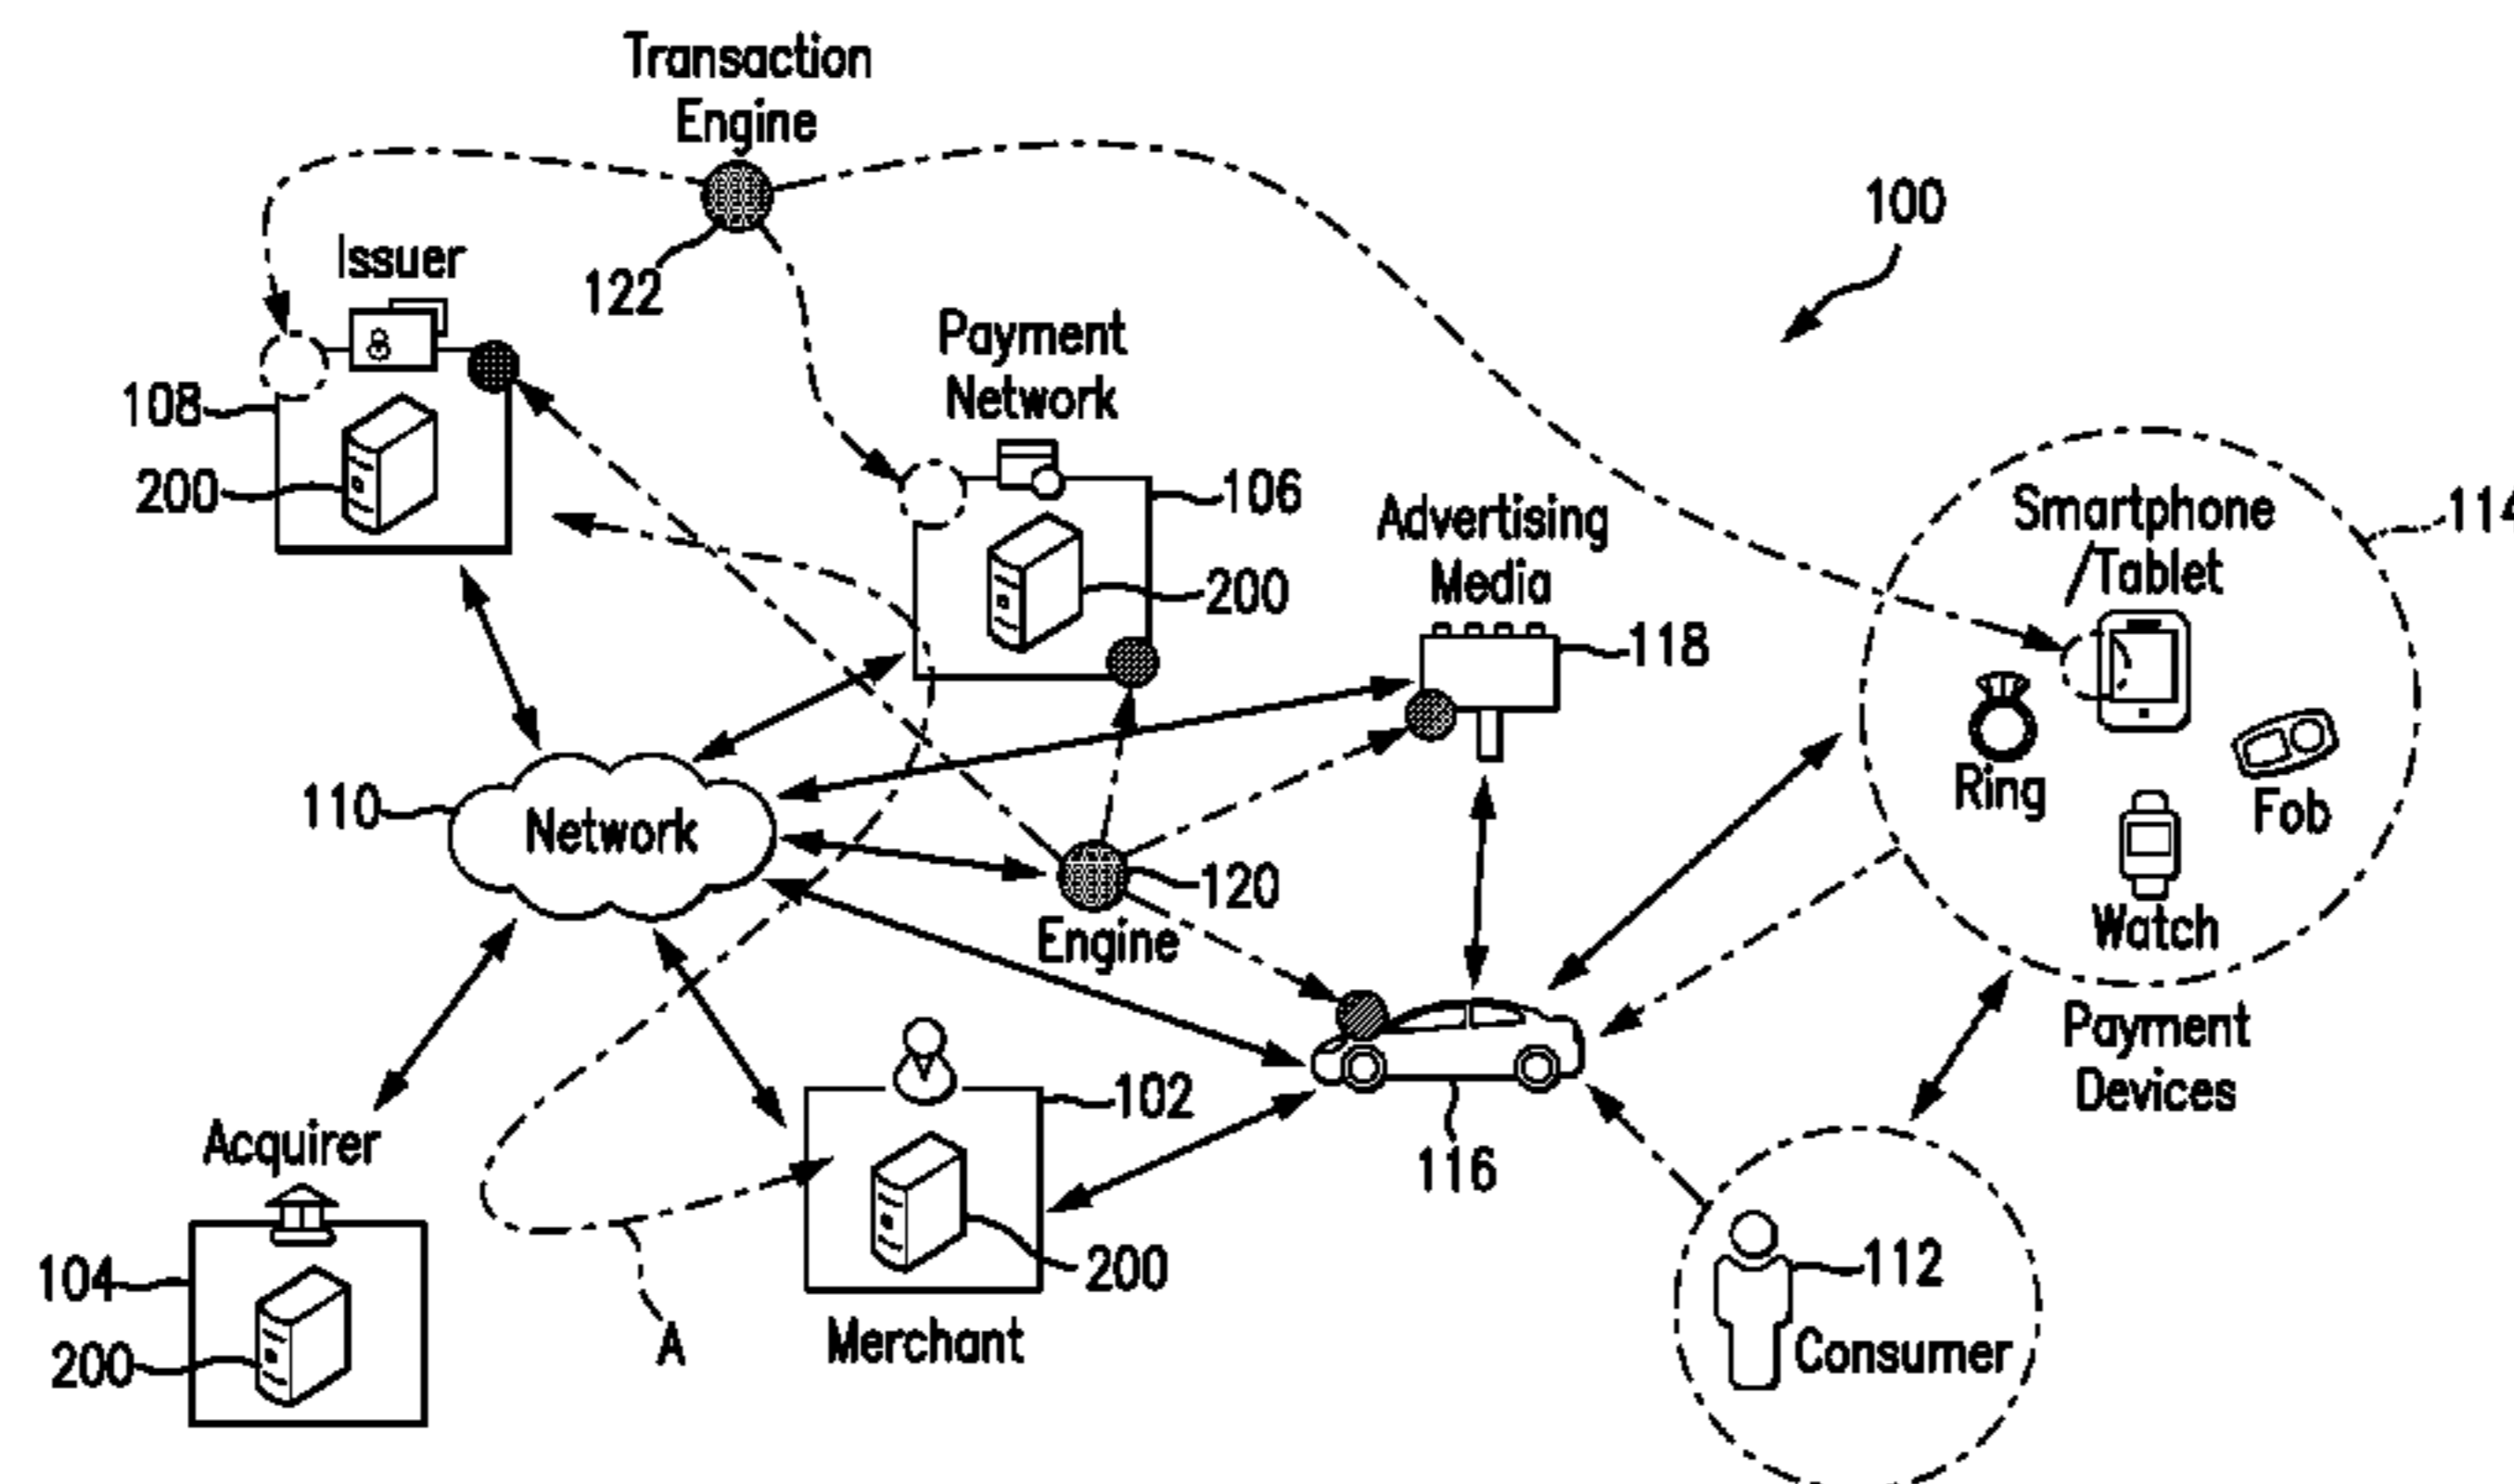 Transaction
Engine
122
100
Issuer
108
200
Payment
Network
106
200
Advertising
Media
118
Smartphone
Tablet
114
Ring
Fob
Watch
Payment
Devices
110
Network
120
Engine
116
102
200
Merchant
A
Acquirer
104
200
112
Consumer